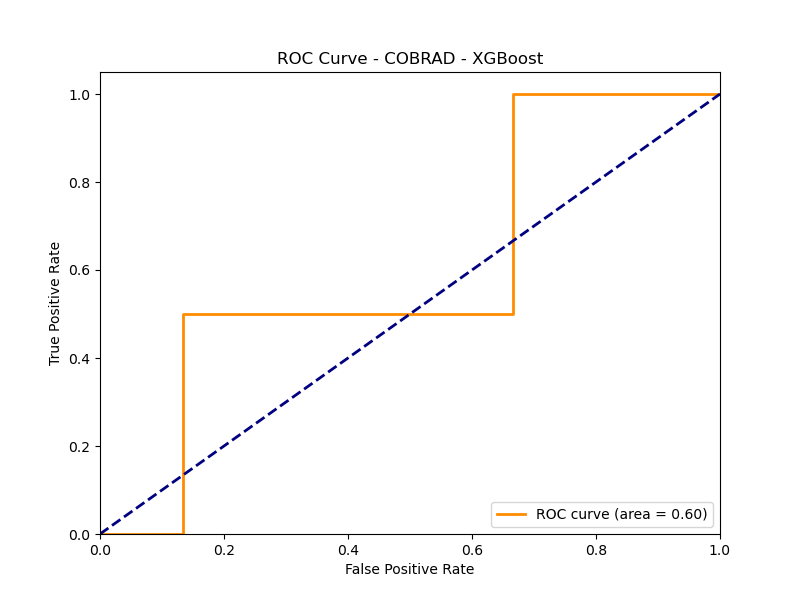 ROC Curve - COBRAD - XGBoost
True Positive Rate
1.0
0.8
0.6
0.4
0.2
0.0
0.0 0.2 0.4 0.6 0.8 1.0
False Positive Rate
ROC curve (area = 0.60)